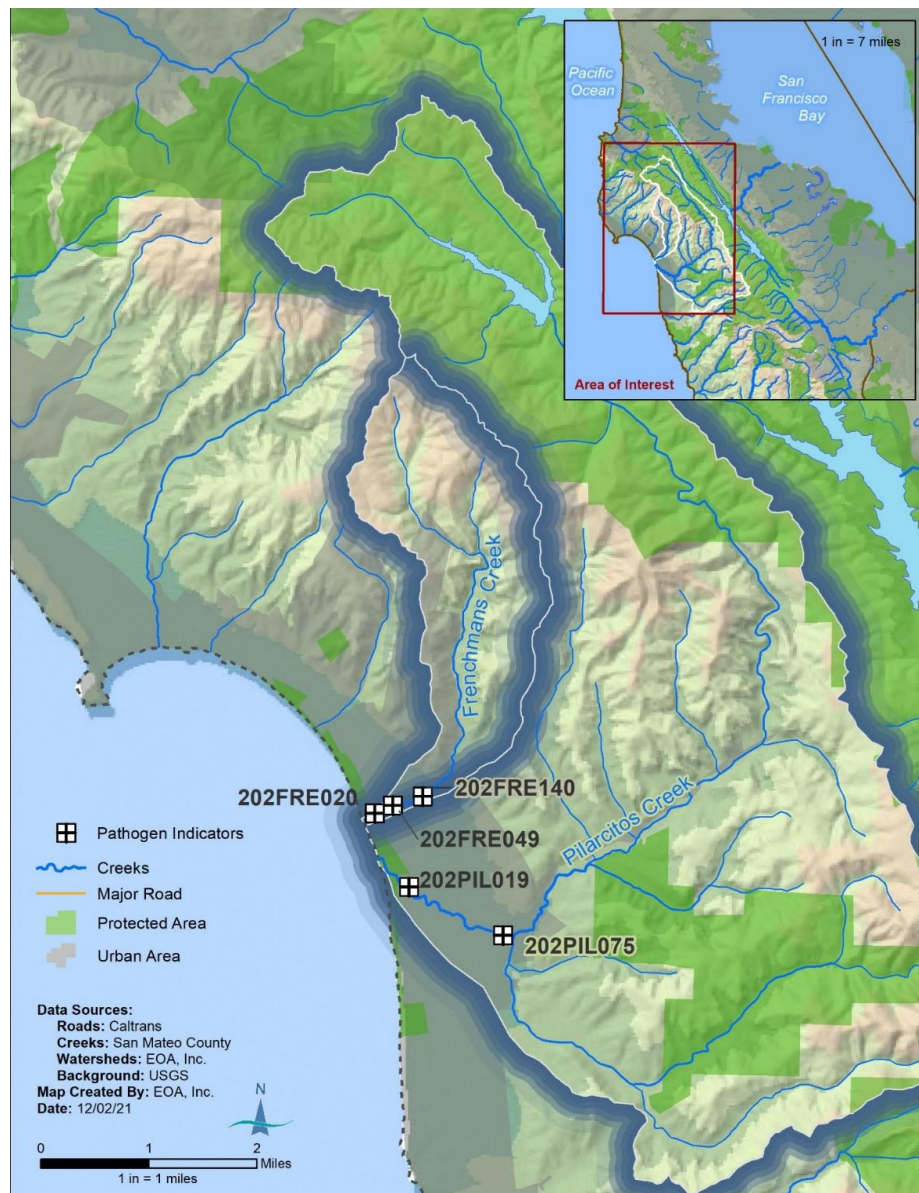 1 in = 7 miles
Pacific
Ocean
San
Francisco
Bay
Area of Interest
Frenchmans Creek
202FRE020
202FRE140
202FRE049
Pilarcitos Creek
202PIL019
202PIL075
Pathogen Indicators
Creeks
Major Road
Protected Area
Urban Area
Data Sources:
Roads: Caltrans
Creeks: San Mateo County
Watersheds: EOA, Inc.
Background: USGS
Map Created By: EOA, Inc.
Date: 12/02/21
N
0 1 2
Miles
1 in = 1 miles